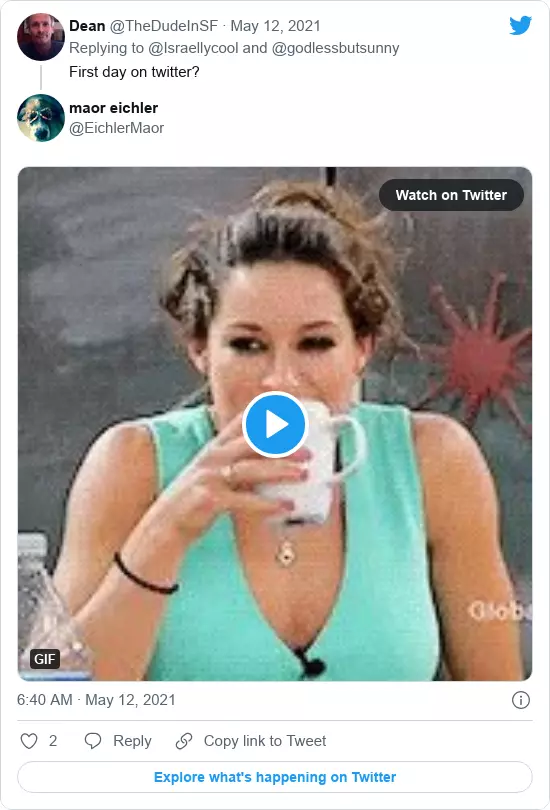 Dean @TheDudeInSF · May 12, 2021
Replying to @Israellycool and @godlessbutsunny
First day on twitter?
maor eichler
@EichlerMaor
Watch on Twitter
Globa
GIF
6:40 AM · May 12, 2021
2 Reply Copy link to Tweet
Explore what's happening on Twitter